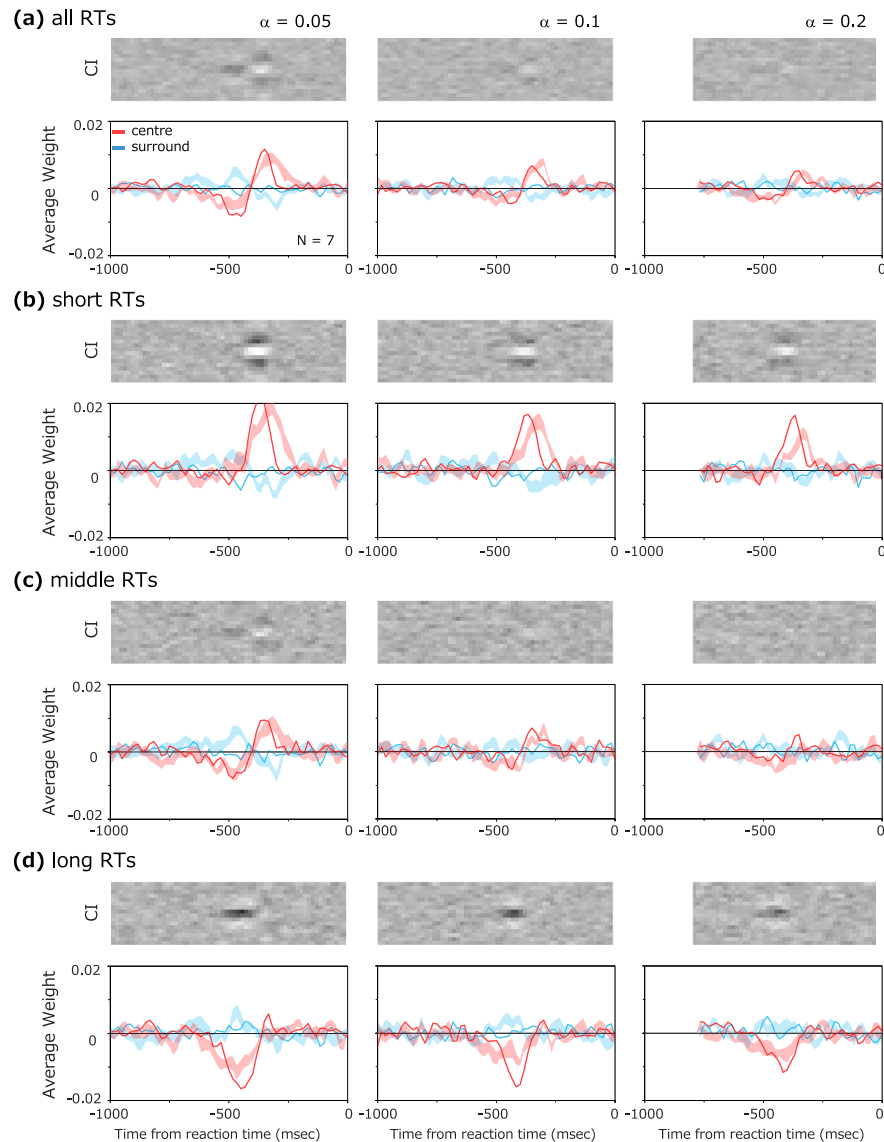 (a) all RTs
α = 0.05
α = 0.1
α = 0.2
CI
Average Weight
0.02
0
-0.02
centre
surround
N = 7
-1000
-500
0
-1000
-500
0
-1000
-500
0
(b) short RTs
CI
Average Weight
0.02
0
-0.02
-1000
-500
0
-1000
-500
0
-1000
-500
0
(c) middle RTs
CI
Average Weight
0.02
0
-0.02
-1000
-500
0
-1000
-500
0
-1000
-500
0
(d) long RTs
CI
Average Weight
0.02
0
-0.02
-1000
-500
0
-1000
-500
0
-1000
-500
0
Time from reaction time (msec)
Time from reaction time (msec)
Time from reaction time (msec)